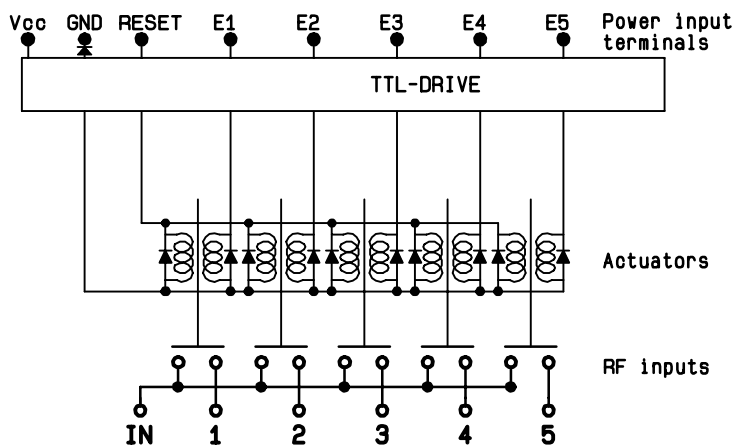 Vcc GND RESET E1 E2 E3 E4 E5 Power input
terminals
TTL-DRIVE
Actuators
RF inputs
IN 1 2 3 4 5